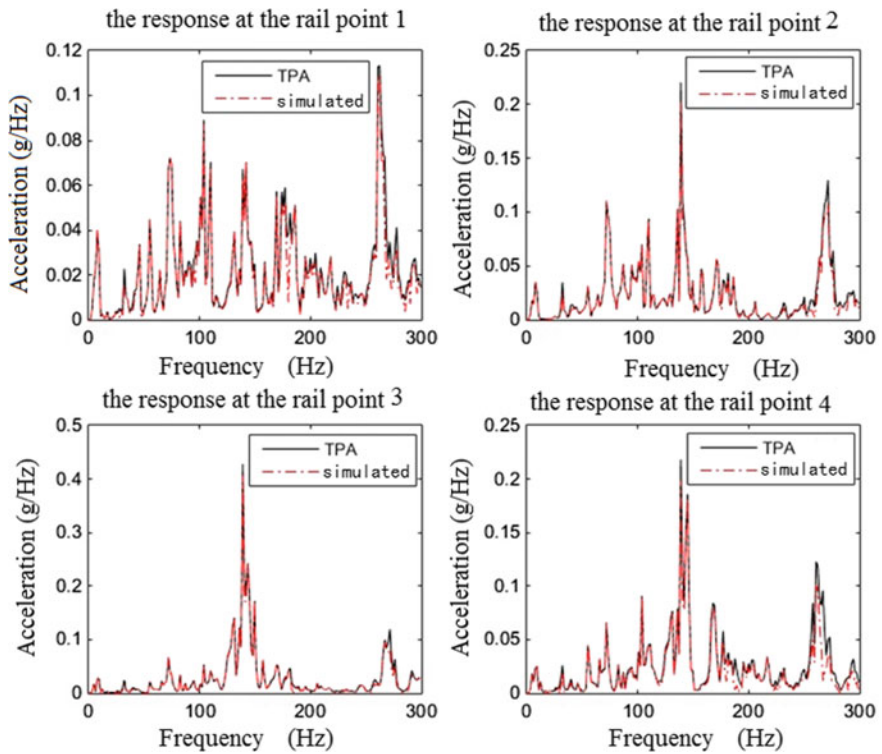 the response at the rail point 1
0.12
0.1
0.08
0.06
0.04
0.02
0
Acceleration (g/Hz)
TPA
simulated
0
100
200
300
Frequency (Hz)
the response at the rail point 2
0.25
0.2
0.15
0.1
0.05
0
Acceleration (g/Hz)
TPA
simulated
0
100
200
300
Frequency (Hz)
the response at the rail point 3
0.5
0.4
0.3
0.2
0.1
0
Acceleration (g/Hz)
TPA
simulated
0
100
200
300
Frequency (Hz)
the response at the rail point 4
0.25
0.2
0.15
0.1
0.05
0
Acceleration (g/Hz)
TPA
simulated
0
100
200
300
Frequency (Hz)